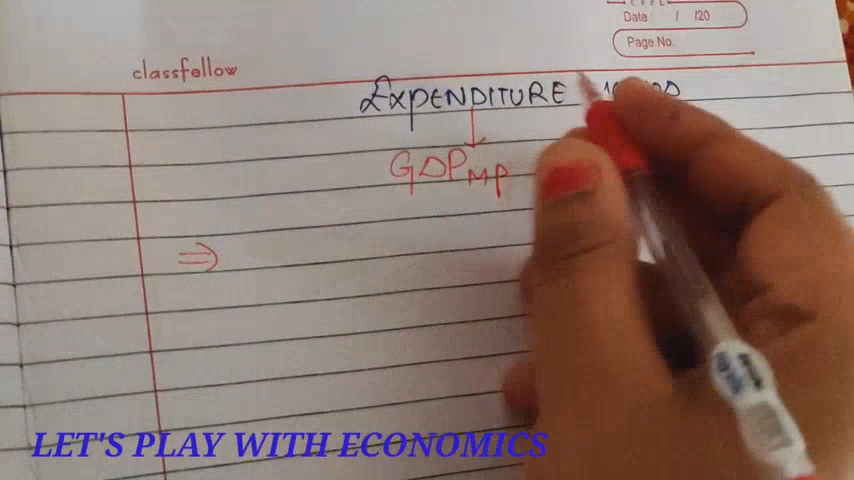 Date : / /20
Page No.
classfellow
EXPENDITURE
GDPMP
⇒
LET'S PLAY WITH ECONOMICS